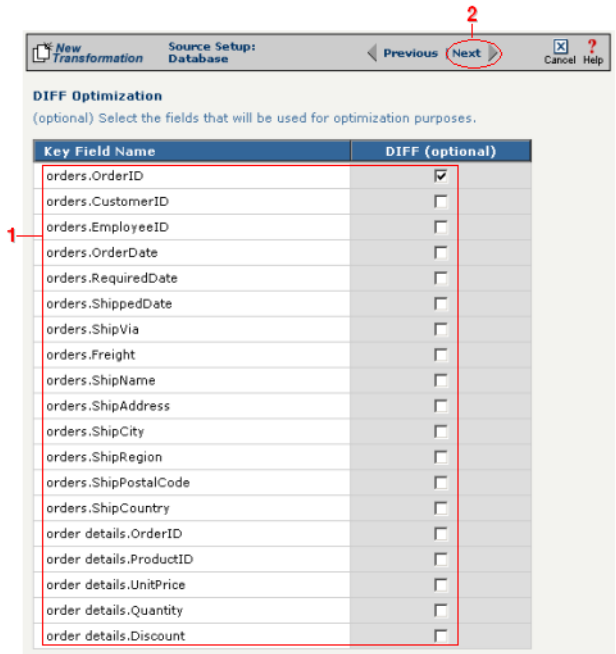 2
New Transformation Source Setup: Database Previous Next Cancel ? Help
DIFF Optimization
(optional) Select the fields that will be used for optimization purposes.
Key Field Name DIFF (optional)
orders.OrderID
orders.CustomerID
orders.EmployeeID
1
orders.OrderDate
orders.RequiredDate
orders.ShippedDate
orders.ShipVia
orders.Freight
orders.ShipName
orders.ShipAddress
orders.ShipCity
orders.ShipRegion
orders.ShipPostalCode
orders.ShipCountry
order details.OrderID
order details.ProductID
order details.UnitPrice
order details.Quantity
order details.Discount